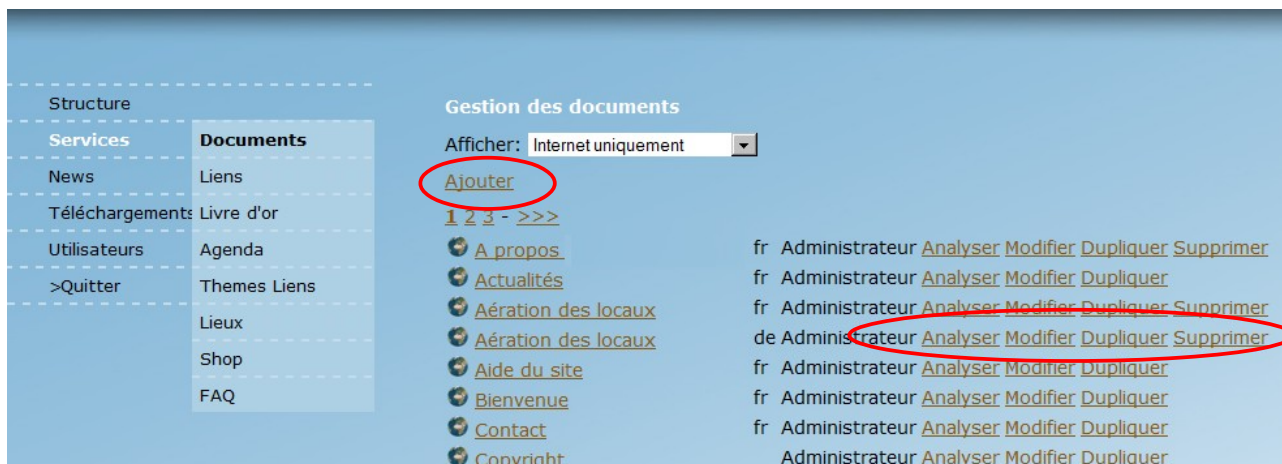 Structure
Services
News
Téléchargements
Utilisateurs
>Quitter
Documents
Liens
Livre d'or
Agenda
Themes Liens
Lieux
Shop
FAQ
Gestion des documents
Afficher: Internet uniquement
Ajouter
1 2 3 - >>>
A propos fr Administrateur Analyser Modifier Dupliquer Supprimer
Actualités fr Administrateur Analyser Modifier Dupliquer
Aération des locaux fr Administrateur Analyser Modifier Dupliquer Supprimer
Aération des locaux de Administrateur Analyser Modifier Dupliquer Supprimer
Aide du site fr Administrateur Analyser Modifier Dupliquer
Bienvenue fr Administrateur Analyser Modifier Dupliquer
Contact fr Administrateur Analyser Modifier Dupliquer
Copyright Administrateur Analyser Modifier Dupliquer